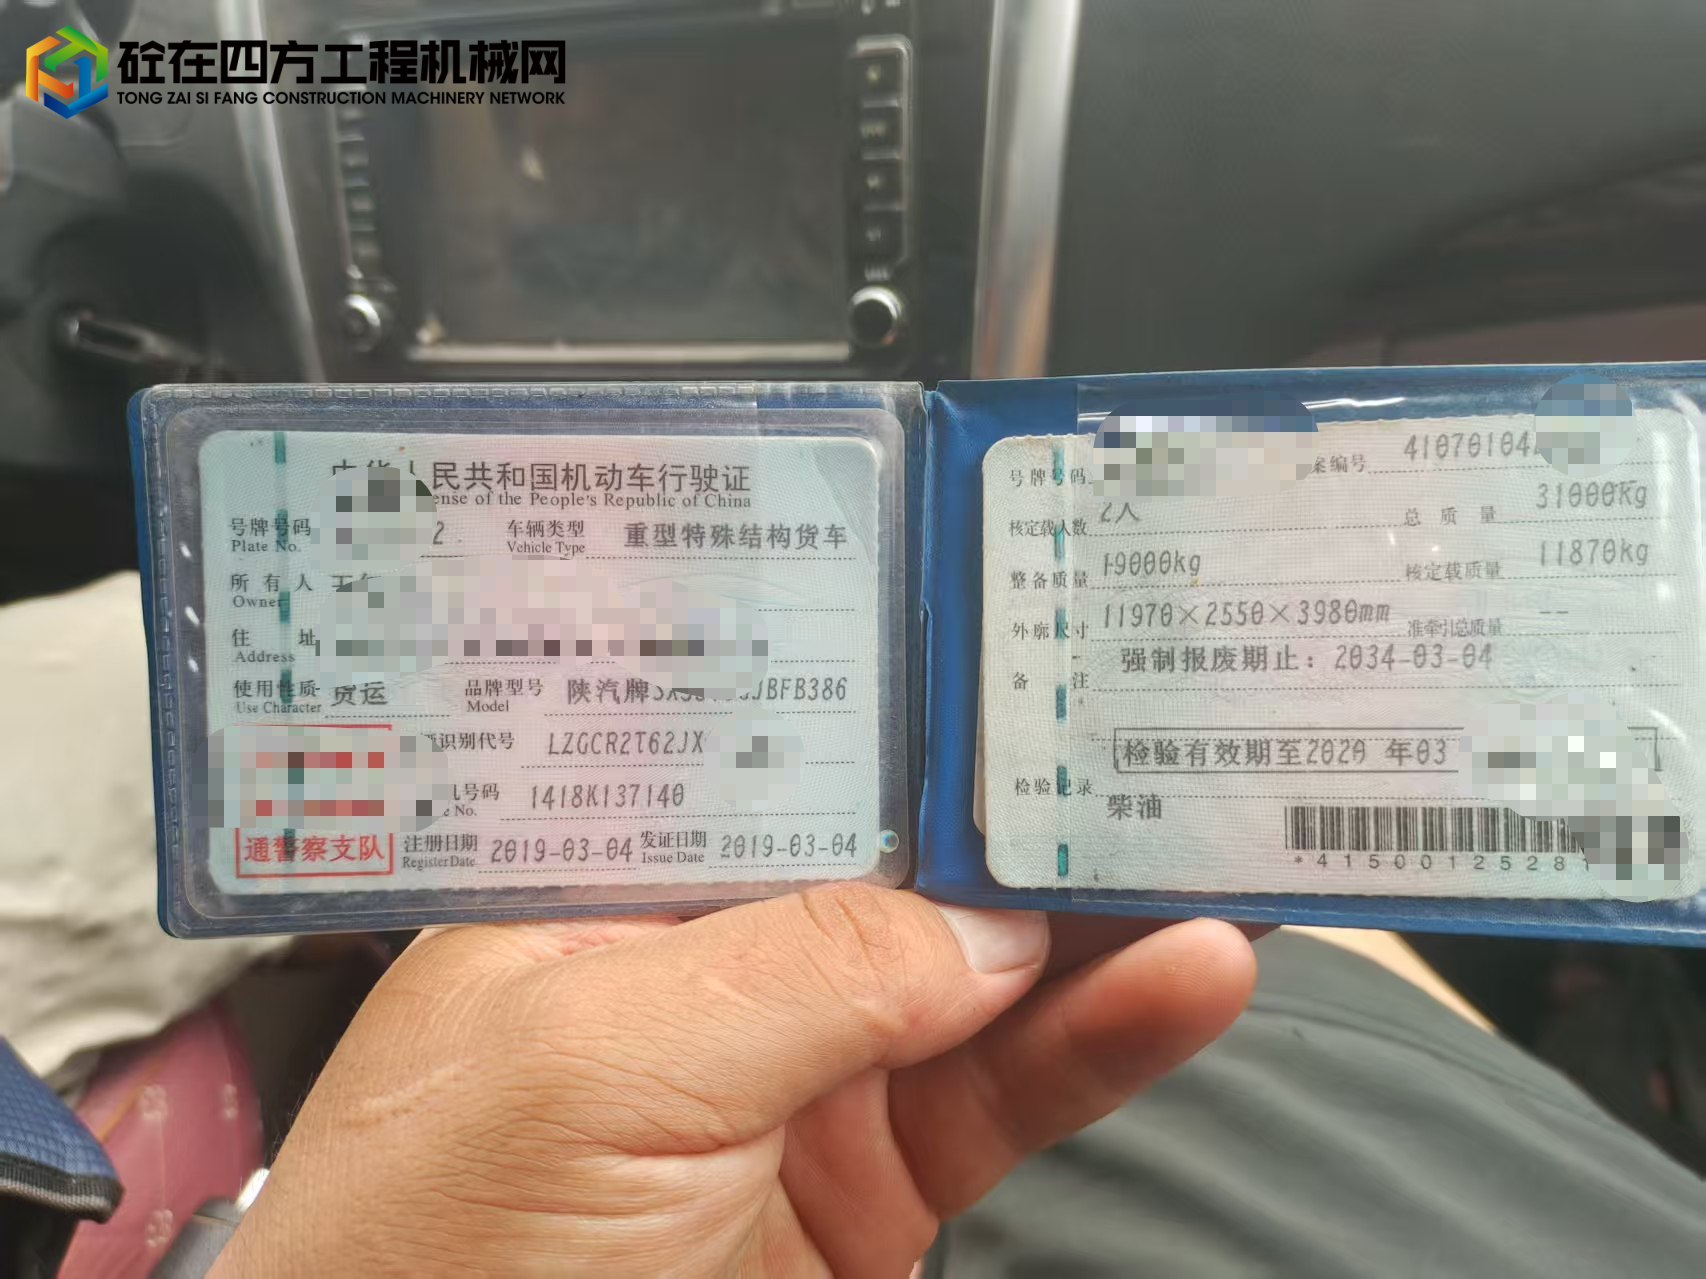 砼在四方工程机械网
TONG ZAI SI FANG CONSTRUCTION MACHINERY NETWORK
民共和国机动车行驶证
ense of the People's Republic of China
号牌号码 2 车辆类型 重型特殊结构货车
Plate No. Vehicle Type
所有人
Owner
住址
Address
使用性质 货运 品牌型号 陕汽牌 JBFB386
Use Character Model
识别代号 LZGCR2T62JX
号码 1418K137140
No.
通警察支队 注册日期 2019-03-04 发证日期 2019-03-04
Register Date Issue Date
号牌号码 案编号 41070104
核定载人数 2人 总质量 31000Kg
整备质量 19000kg 核定载质量 11870kg
外廓尺寸 11970×2550×3980mm 准牵引总质量 --
备注 强制报废期止：2034-03-04
检验有效期至2020 年03
检验记录
柴油
*4150012528